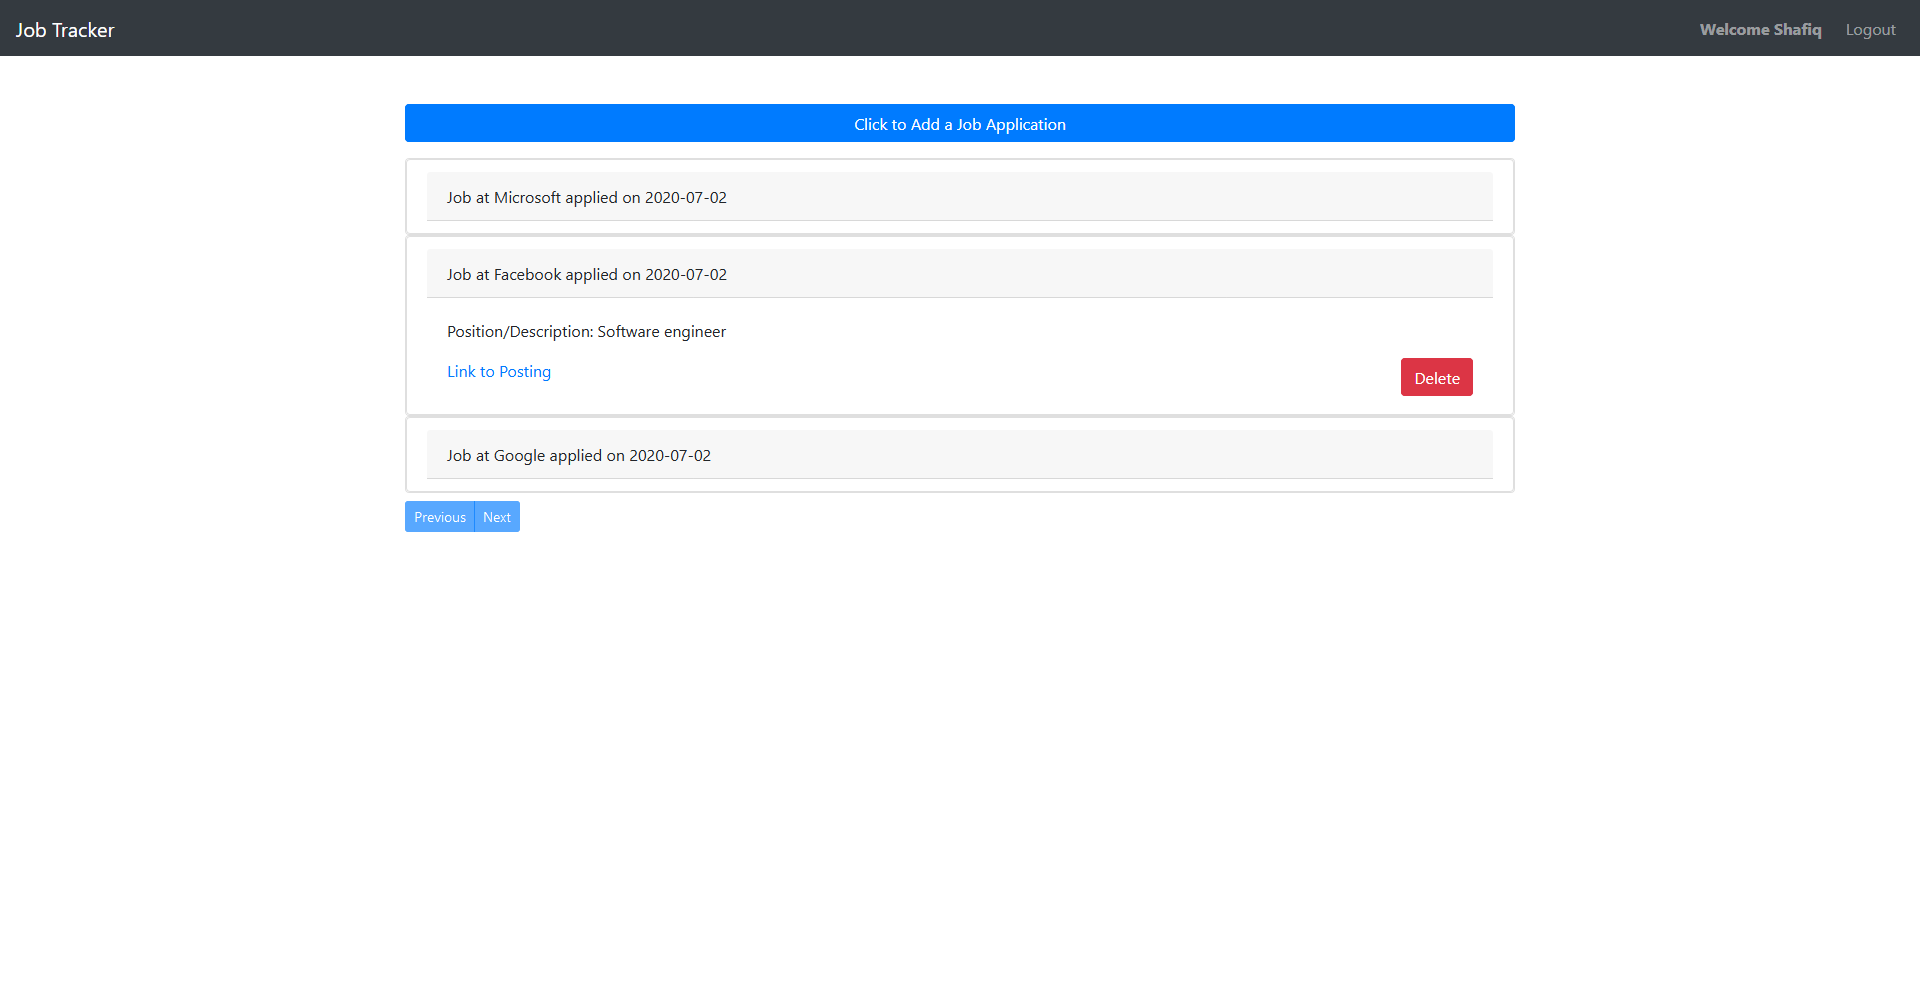 Job Tracker
Welcome Shafiq
Logout
Click to Add a Job Application
Job at Microsoft applied on 2020-07-02
Job at Facebook applied on 2020-07-02
Position/Description: Software engineer
Link to Posting
Delete
Job at Google applied on 2020-07-02
Previous
Next